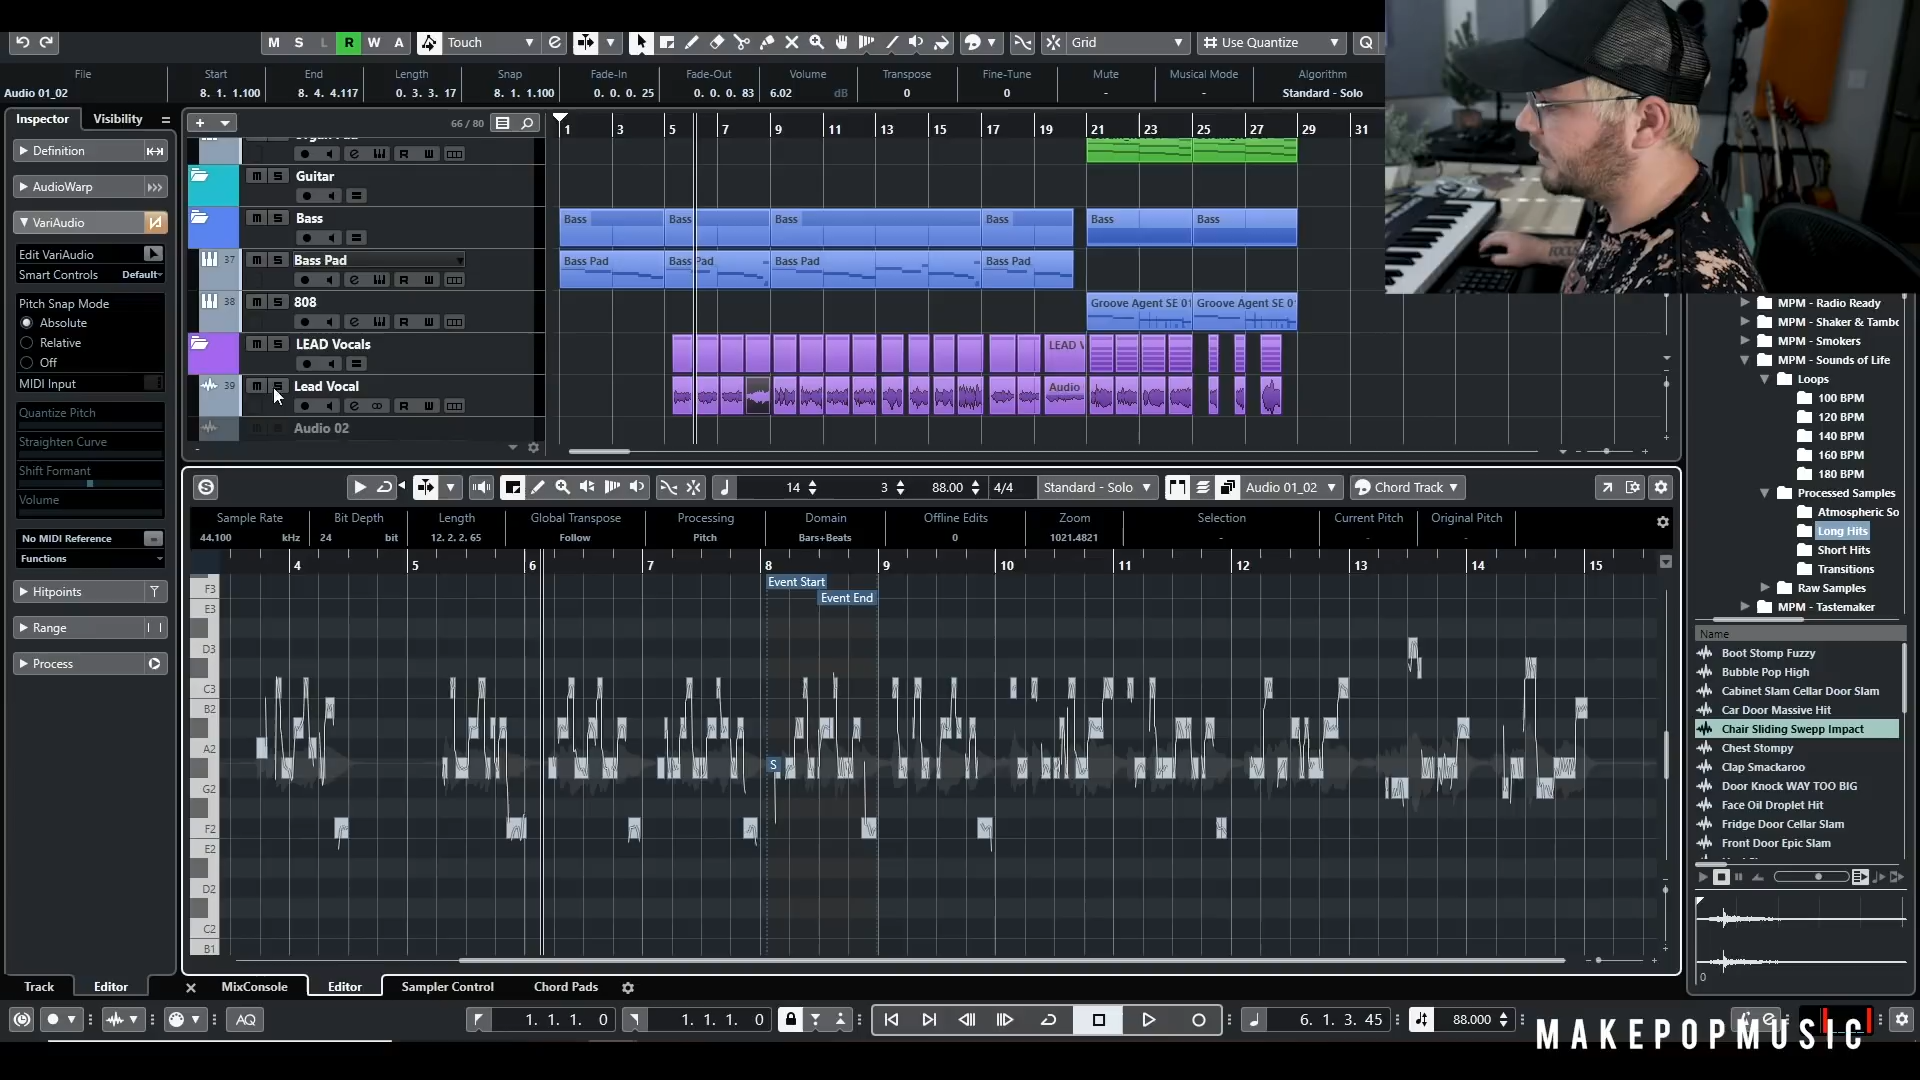 M S L R W A Touch Grid Use Quantize
File Start End Length Snap Fade-In Fade-Out Volume Transpose Fine-Tune Mute Musical Mode Algorithm
Audio 01_02 8. 1. 1.100 8. 4. 4.117 0. 3. 3. 17 8. 1. 1.100 0. 0. 0. 25 0. 0. 0. 83 6.02 dB 0 0 - - Standard - Solo
Inspector Visibility
66 / 80
1 3 5 7 9 11 13 15 17 19 21 23 25 27 29 31
Definition
AudioWarp
VariAudio
Edit VariAudio
Smart Controls Default
Pitch Snap Mode
Absolute
Relative
Off
MIDI Input
Quantize Pitch
Straighten Curve
Shift Formant
Volume
No MIDI Reference
Functions
Hitpoints
Range
Process
m S Guitar
m S Bass
Bass Bass Bass Bass Bass Bass
37 m S Bass Pad
Bass Pad Bass Pad Bass Pad Bass Pad
38 m S 808
Groove Agent SE 01 Groove Agent SE 01
m S LEAD Vocals
LEAD V
39 m S Lead Vocal
Audio
Audio 02
MPM - Radio Ready
MPM - Shaker & Tambo
MPM - Smokers
MPM - Sounds of Life
Loops
100 BPM
120 BPM
140 BPM
160 BPM
180 BPM
Processed Samples
Atmospheric So
Long Hits
Short Hits
Transitions
Raw Samples
MPM - Tastemaker
Name
Boot Stomp Fuzzy
Bubble Pop High
Cabinet Slam Cellar Door Slam
Car Door Massive Hit
Chair Sliding Swepp Impact
Chest Stompy
Clap Smackaroo
Door Knock WAY TOO BIG
Face Oil Droplet Hit
Fridge Door Cellar Slam
Front Door Epic Slam
0
14 3 88.00 4/4 Standard - Solo Audio 01_02 Chord Track
Sample Rate Bit Depth Length Global Transpose Processing Domain Offline Edits Zoom Selection Current Pitch Original Pitch
44.100 kHz 24 bit 12. 2. 2. 65 Follow Pitch Bars+Beats 0 1021.4821 - - -
4 5 6 7 8 9 10 11 12 13 14 15
Event Start
Event End
F3
E3
D3
C3
B2
A2
S
G2
F2
E2
D2
C2
B1
Track Editor MixConsole Editor Sampler Control Chord Pads
AQ 1. 1. 1. 0 1. 1. 1. 0 6. 1. 3. 45 88.000
MAKEPOPMUSIC